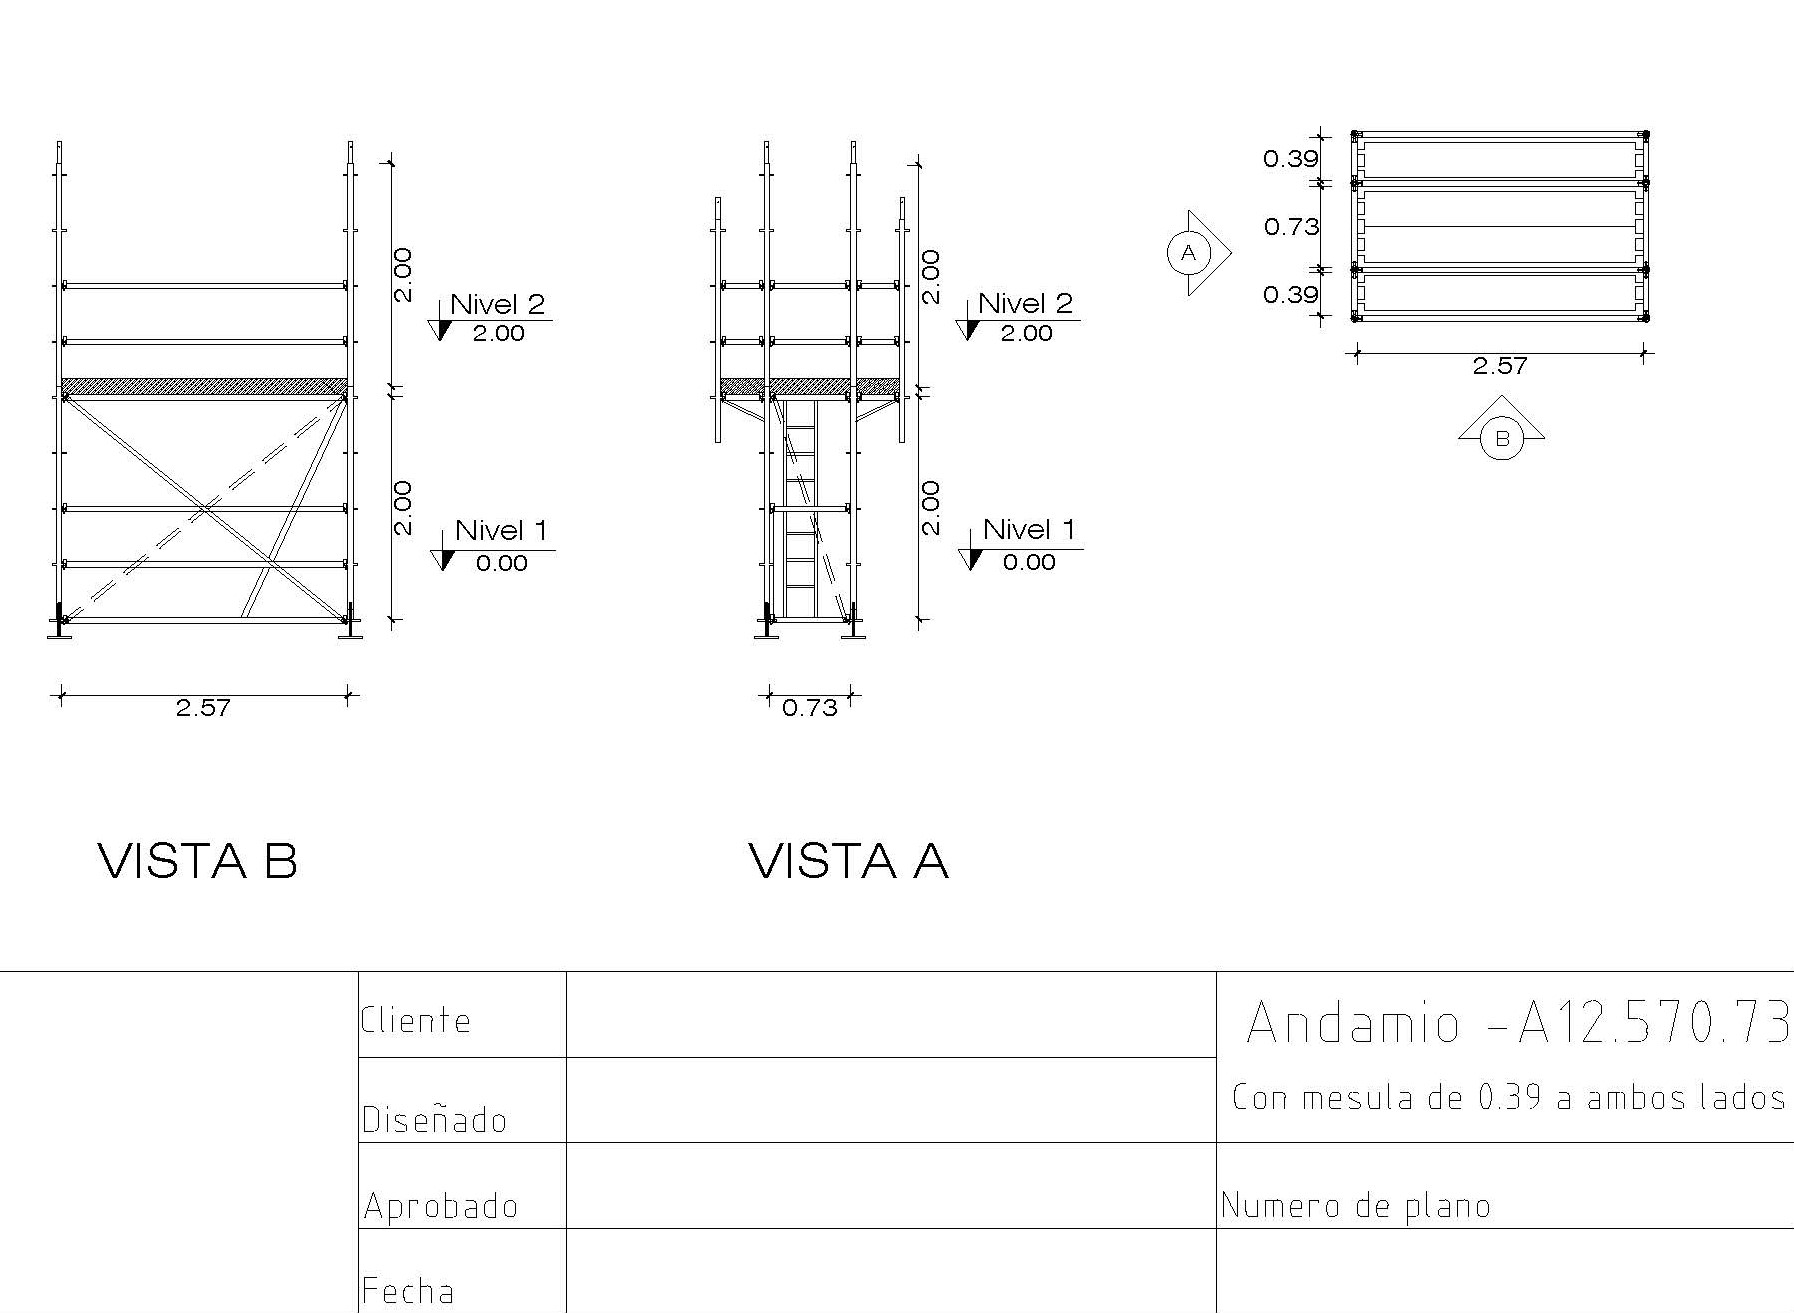 2.00
Nivel 2
2.00
2.00
Nivel 1
0.00
2.57
VISTA B
2.00
Nivel 2
2.00
2.00
Nivel 1
0.00
0.73
VISTA A
0.39
0.73
0.39
A
2.57
B
Cliente
Diseñado
Aprobado
Fecha
Andamio -A12.570.73
Con mesula de 0.39 a ambos lados
Numero de plano